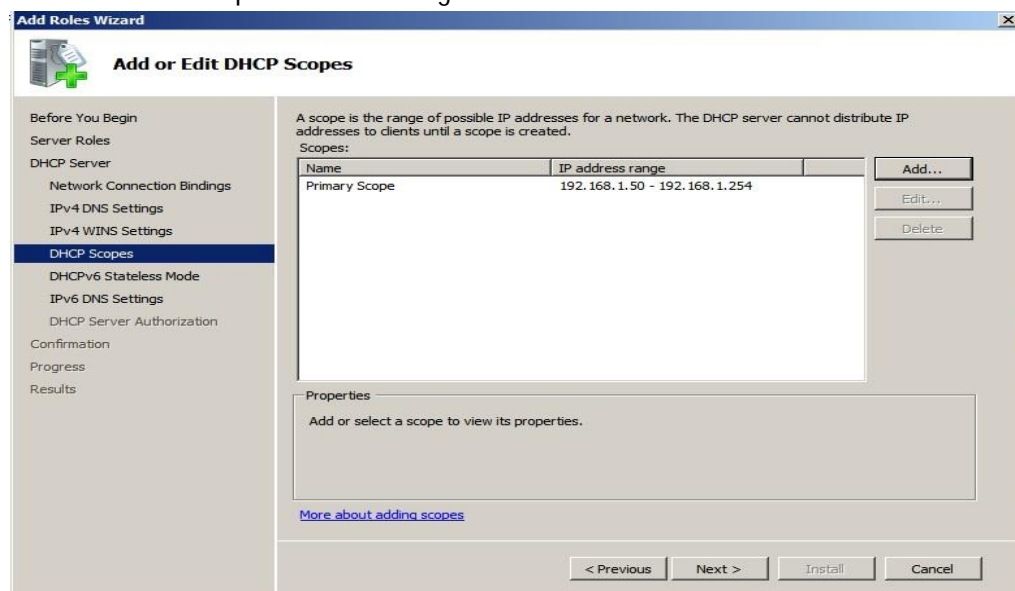 Add Roles Wizard
Add or Edit DHCP Scopes
Before You Begin
Server Roles
DHCP Server
Network Connection Bindings
IPv4 DNS Settings
IPv4 WINS Settings
DHCP Scopes
DHCPv6 Stateless Mode
IPv6 DNS Settings
DHCP Server Authorization
Confirmation
Progress
Results
A scope is the range of possible IP addresses for a network. The DHCP server cannot distribute IP
addresses to clients until a scope is created.
Scopes:
Name IP address range
Primary Scope 192.168.1.50 - 192.168.1.254
Add...
Edit...
Delete
Properties
Add or select a scope to view its properties.
More about adding scopes
< Previous Next > Install Cancel